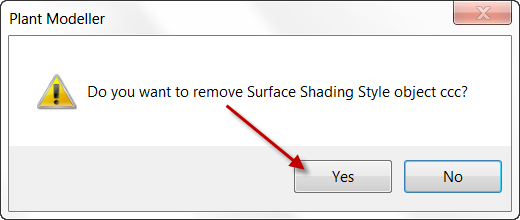 Plant Modeller
Do you want to remove Surface Shading Style object ccc?
Yes No